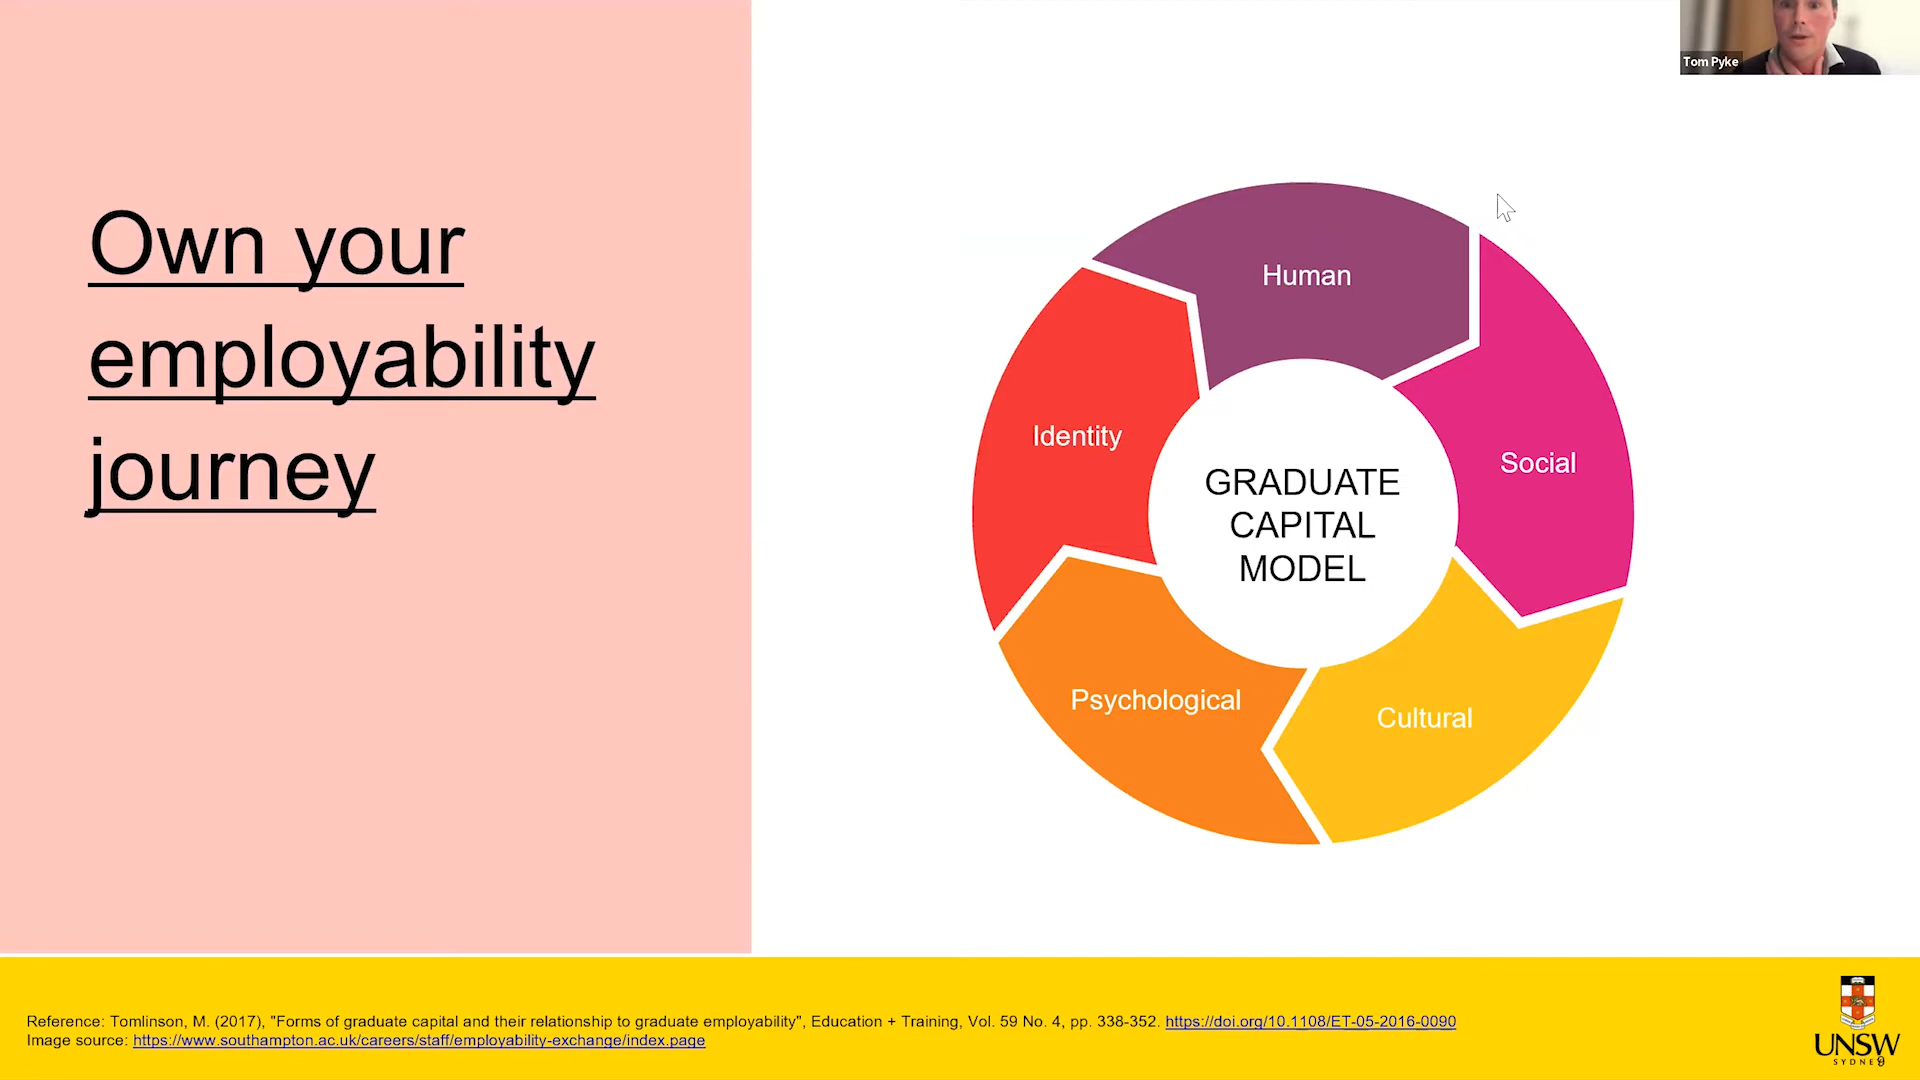 Tom Pyke
Own your
employability
journey
Human
Social
Identity
GRADUATE
CAPITAL
MODEL
Psychological
Cultural
Reference: Tomlinson, M. (2017), "Forms of graduate capital and their relationship to graduate employability", Education + Training, Vol. 59 No. 4, pp. 338-352. https://doi.org/10.1108/ET-05-2016-0090
Image source: https://www.southampton.ac.uk/careers/staff/employability-exchange/index.page
UNSW
SYDNEY
9